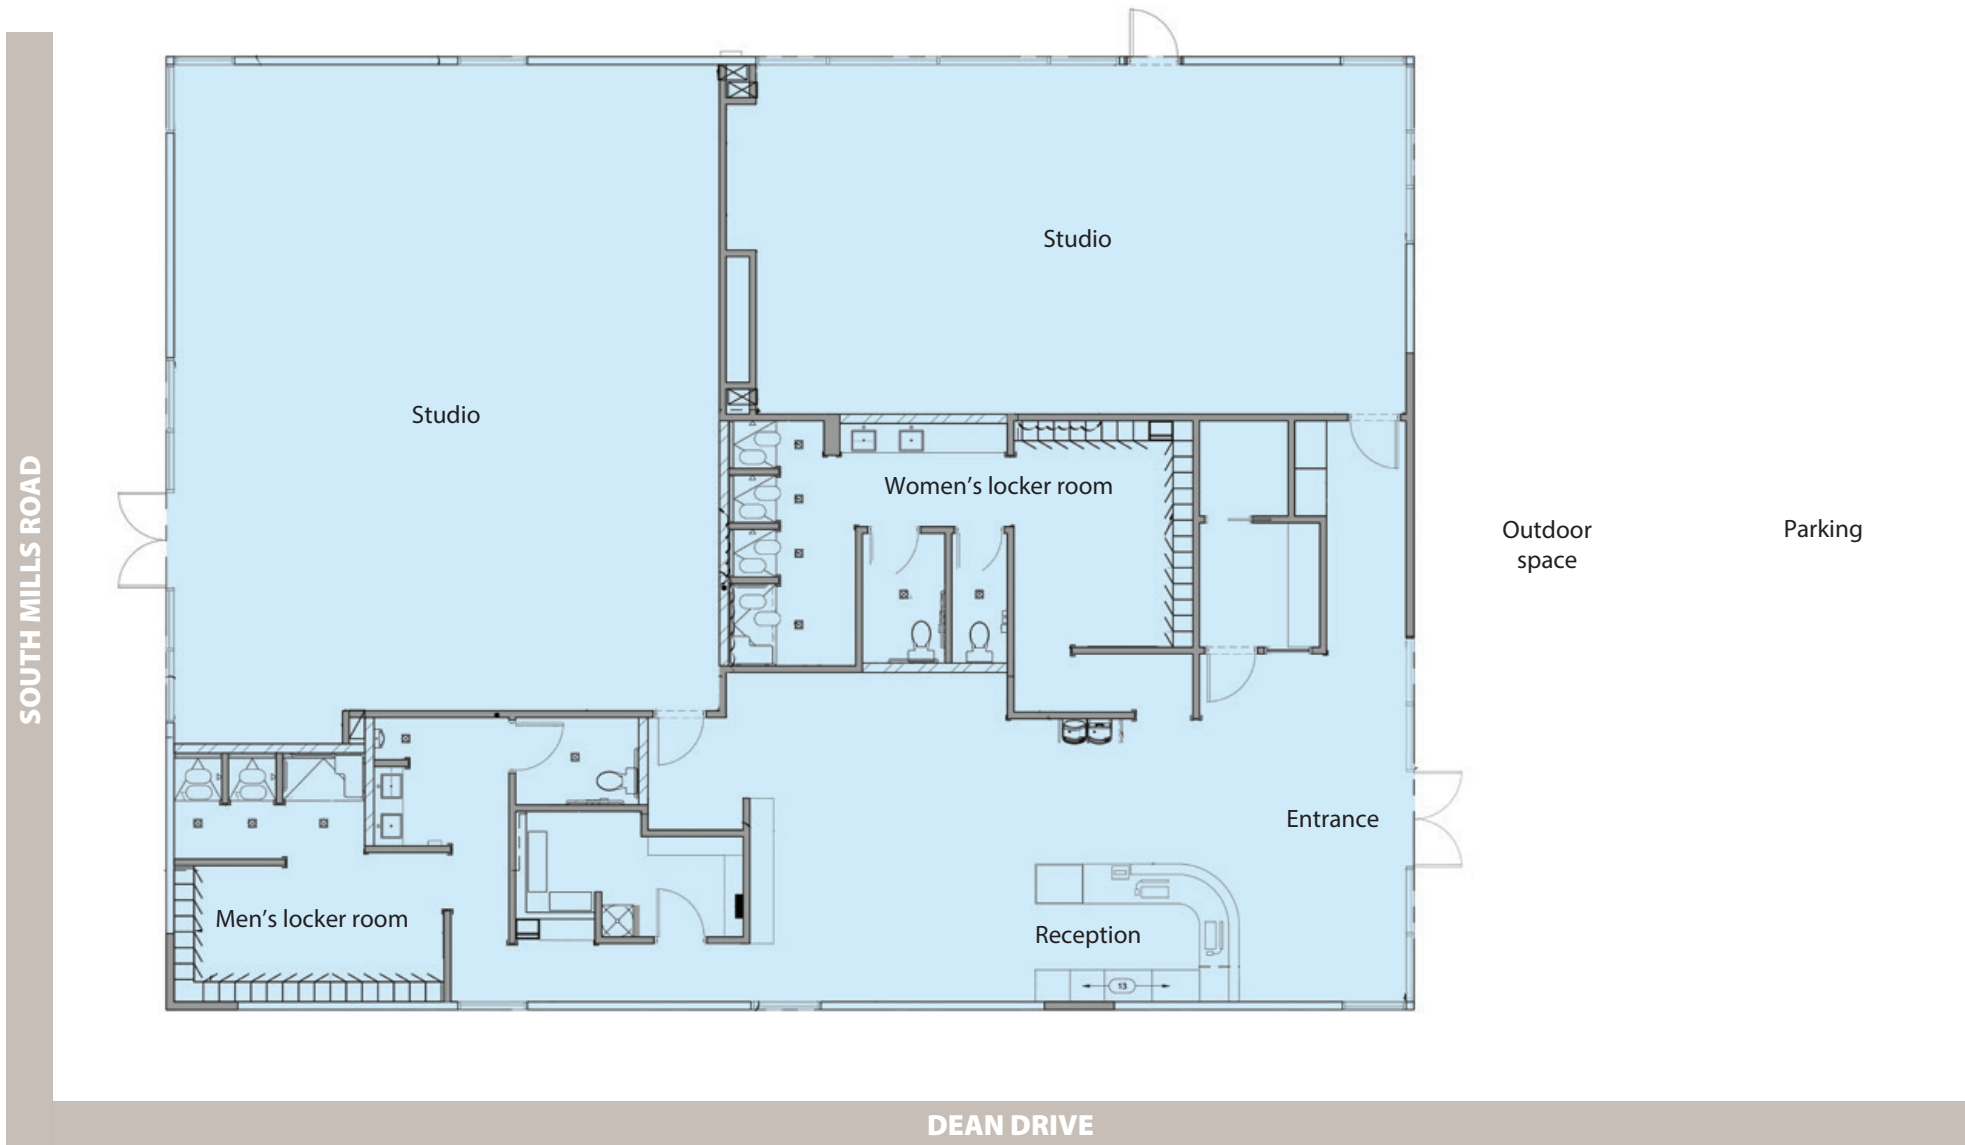 Studio
Studio
Women’s locker room
Outdoor
space
Parking
SOUTH MILLS ROAD
Entrance
Men’s locker room
Reception
13
DEAN DRIVE